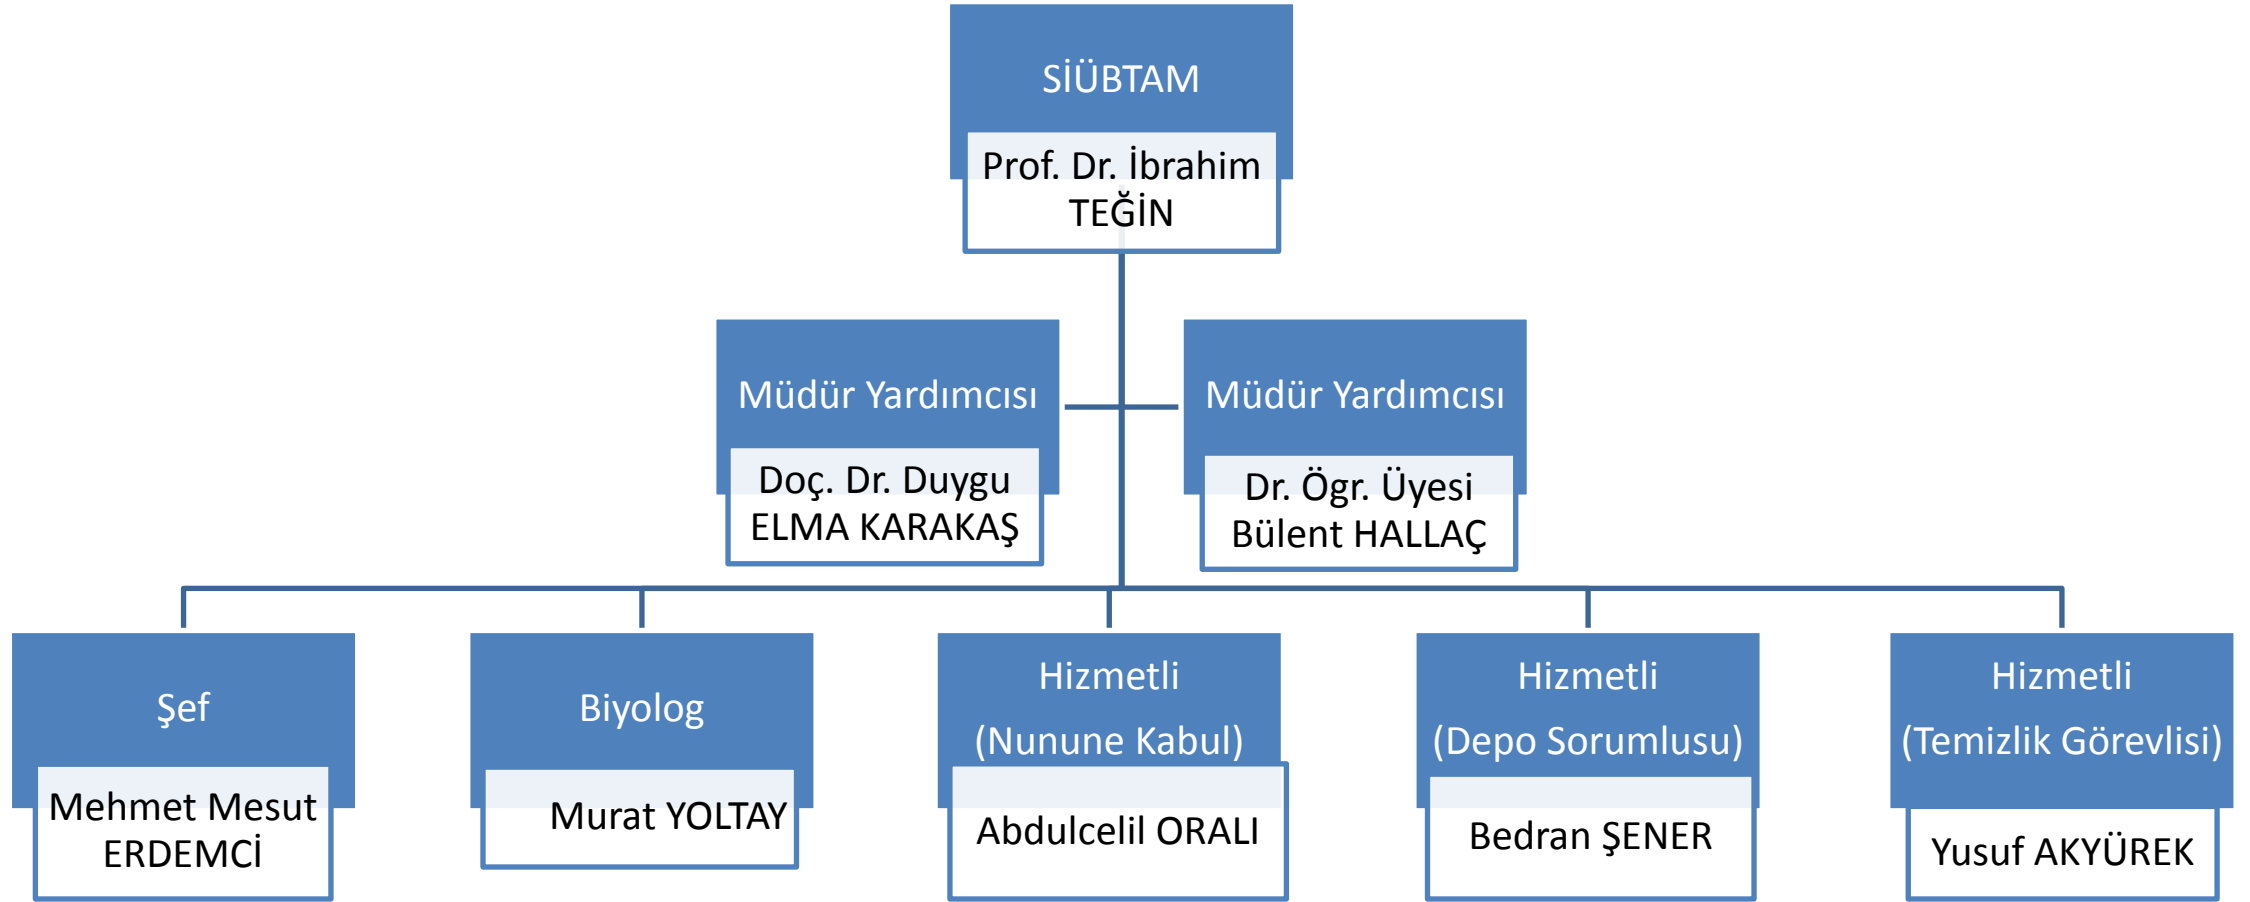 SİÜBTAM
Prof. Dr. İbrahim
TEĞİN
Müdür Yardımcısı
Doç. Dr. Duygu
ELMA KARAKAŞ
Müdür Yardımcısı
Dr. Ögr. Üyesi
Bülent HALLAÇ
Şef
Mehmet Mesut
ERDEMCİ
Biyolog
Murat YOLTAY
Hizmetli
(Nunune Kabul)
Abdulcelil ORALI
Hizmetli
(Depo Sorumlusu)
Bedran ŞENER
Hizmetli
(Temizlik Görevlisi)
Yusuf AKYÜREK